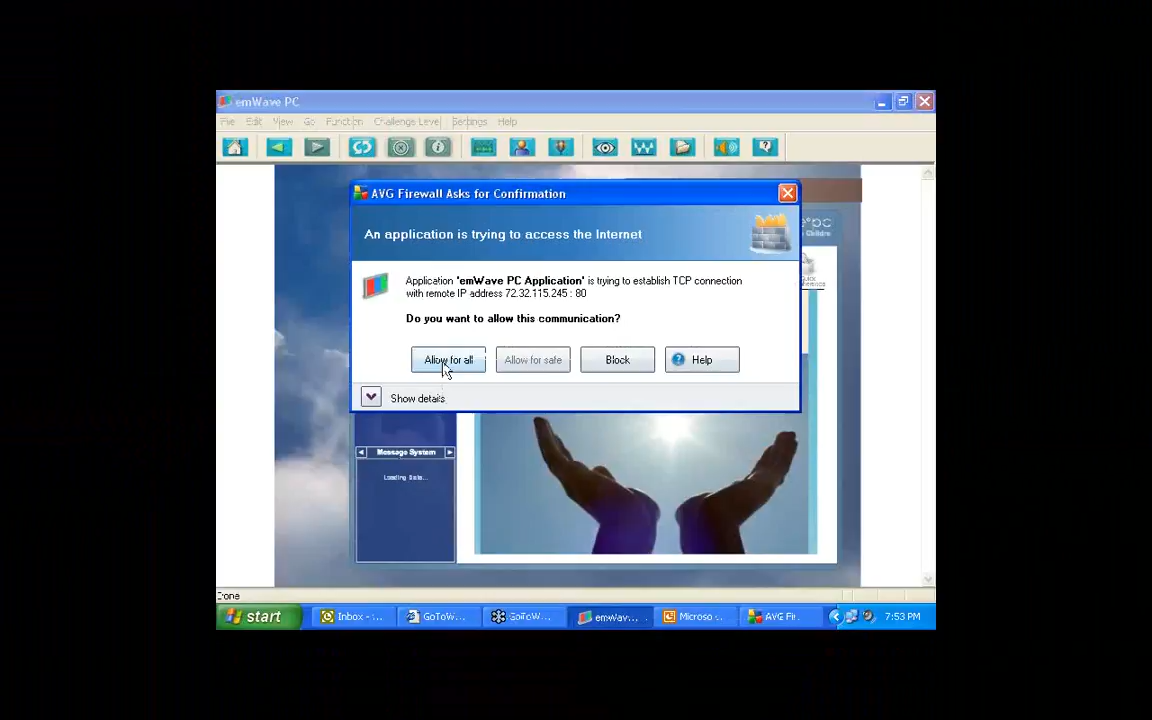 emWave PC
File Edit View Go Function Challenge Level Settings Help
AVG Firewall Asks for Confirmation
An application is trying to access the Internet
Application 'emWave PC Application' is trying to establish TCP connection
with remote IP address 72.32.115.245 : 80
Do you want to allow this communication?
Allow for all Allow for safe Block Help
Show details
Message System
Loading Data...
start Inbox - ... GoToW... GoToW... emWav... Microso... AVG Fir... 7:53 PM